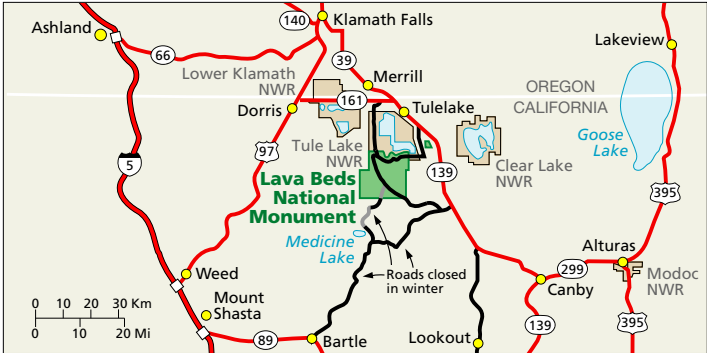 140
Klamath Falls
Ashland
66
39
Lakeview
Lower Klamath
NWR
Merrill
OREGON
CALIFORNIA
161
Dorris
Tulelake
97
Tule Lake
NWR
Goose
Lake
5
139
Clear Lake
NWR
Lava Beds
National
Monument
395
Medicine
Lake
Alturas
Weed
Roads closed
in winter
299
Modoc
NWR
Canby
0 10 20 30 Km
0 10 20 Mi
Mount
Shasta
139
395
89
Bartle
Lookout